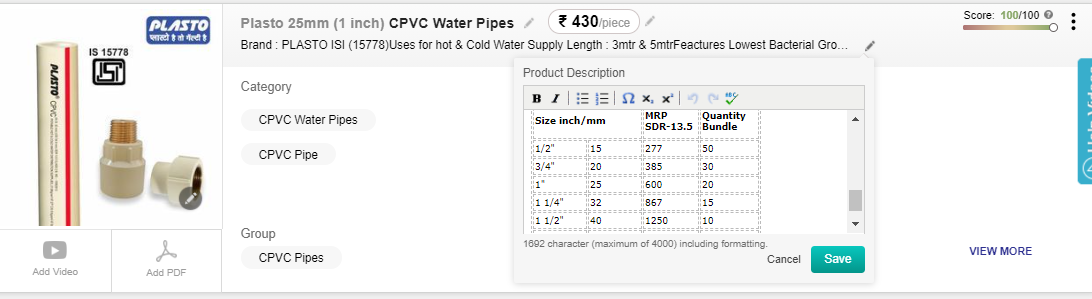 PLASTO
प्लास्टो है तो गॅरंटी है
IS 15778
PLASTO
CPVC
Add Video
Add PDF
Plasto 25mm (1 inch) CPVC Water Pipes
₹ 430/piece
Score: 100/100
Brand : PLASTO ISI (15778)Uses for hot & Cold Water Supply Length : 3mtr & 5mtrFeactures Lowest Bacterial Gro...
Category
CPVC Water Pipes
CPVC Pipe
Group
CPVC Pipes
Product Description
B I Ω x₂ x² ABC
Size inch/mm MRP SDR-13.5 Quantity Bundle
1/2" 15 277 50
3/4" 20 385 30
1" 25 600 20
1 1/4" 32 867 15
1 1/2" 40 1250 10
1692 character (maximum of 4000) including formatting.
Cancel Save
VIEW MORE